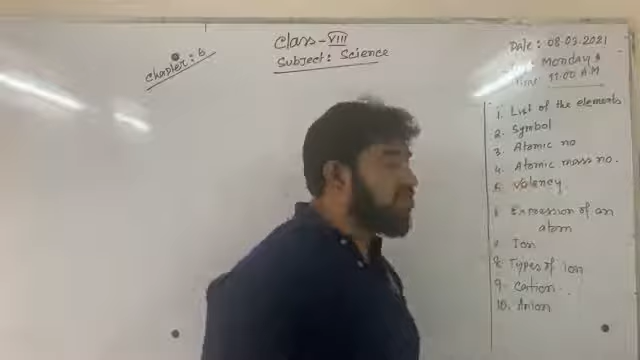 Chapter: 6
Class-VIII
Subject: Science
Date: 08-03-2021
Monday
11:00 AM
1. List of the elements
2. Symbol
3. Atomic no
4. Atomic mass no.
5. Valency.
6. Expression of an
atom
7. Ion
8. Types of ion
9. Cation.
10. Anion